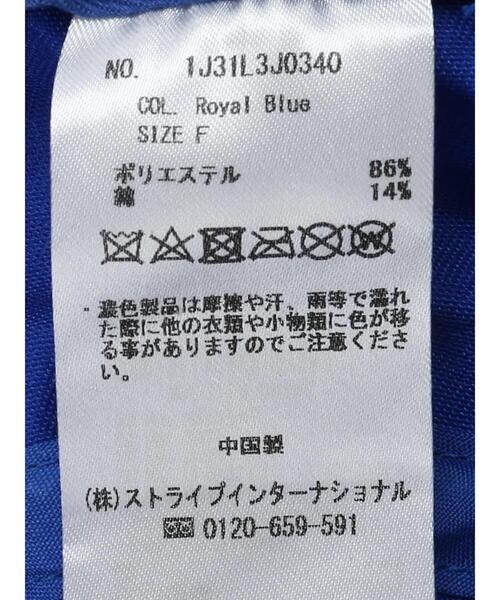 NO. 1J31L3J0340
COL. Royal Blue
SIZE F
ポリエステル 86%
綿 14%
W
濃色製品は摩擦や汗、雨等で濡れ
た際に他の衣類や小物類に色が移
る事がありますのでご注意くださ
い。
中国製
(株)ストライプインターナショナル
0120-659-591